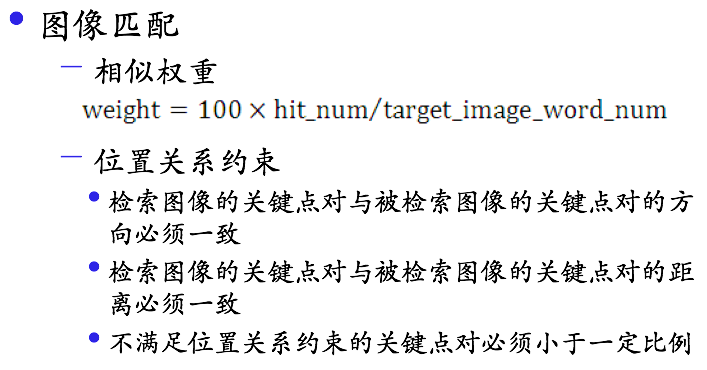 • 图像匹配
– 相似权重
weight = 100 × hit_num/target_image_word_num
– 位置关系约束
• 检索图像的关键点对与被检索图像的关键点对的方
向必须一致
• 检索图像的关键点对与被检索图像的关键点对的距
离必须一致
• 不满足位置关系约束的关键点对必须小于一定比例